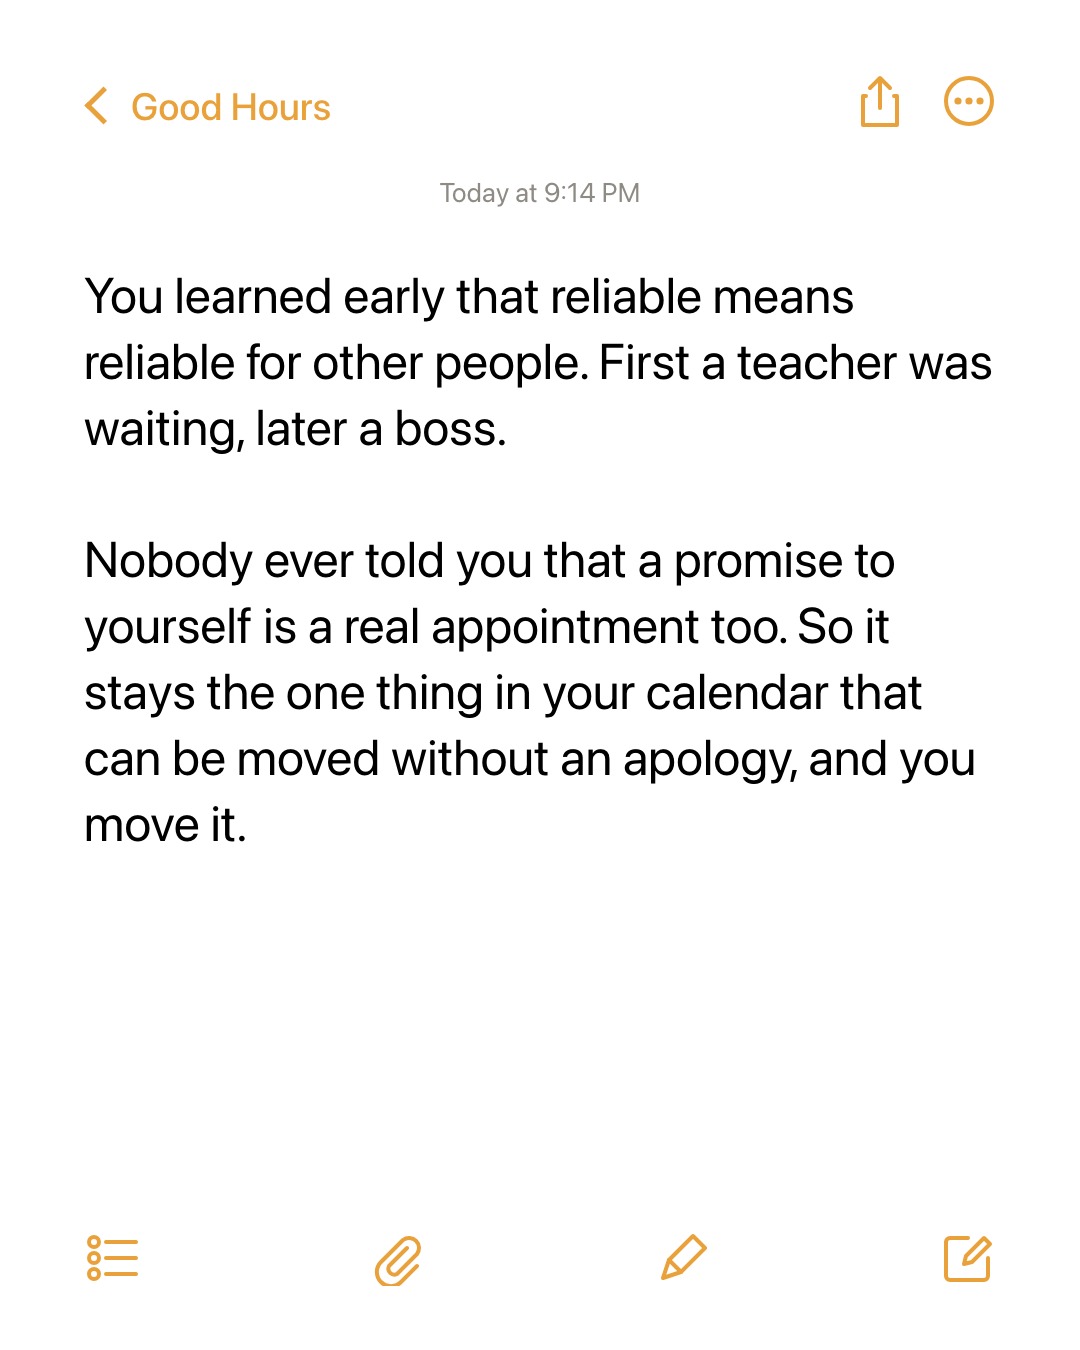 Good Hours
Today at 9:14 PM
You learned early that reliable means
reliable for other people. First a teacher was
waiting, later a boss.
Nobody ever told you that a promise to
yourself is a real appointment too. So it
stays the one thing in your calendar that
can be moved without an apology, and you
move it.